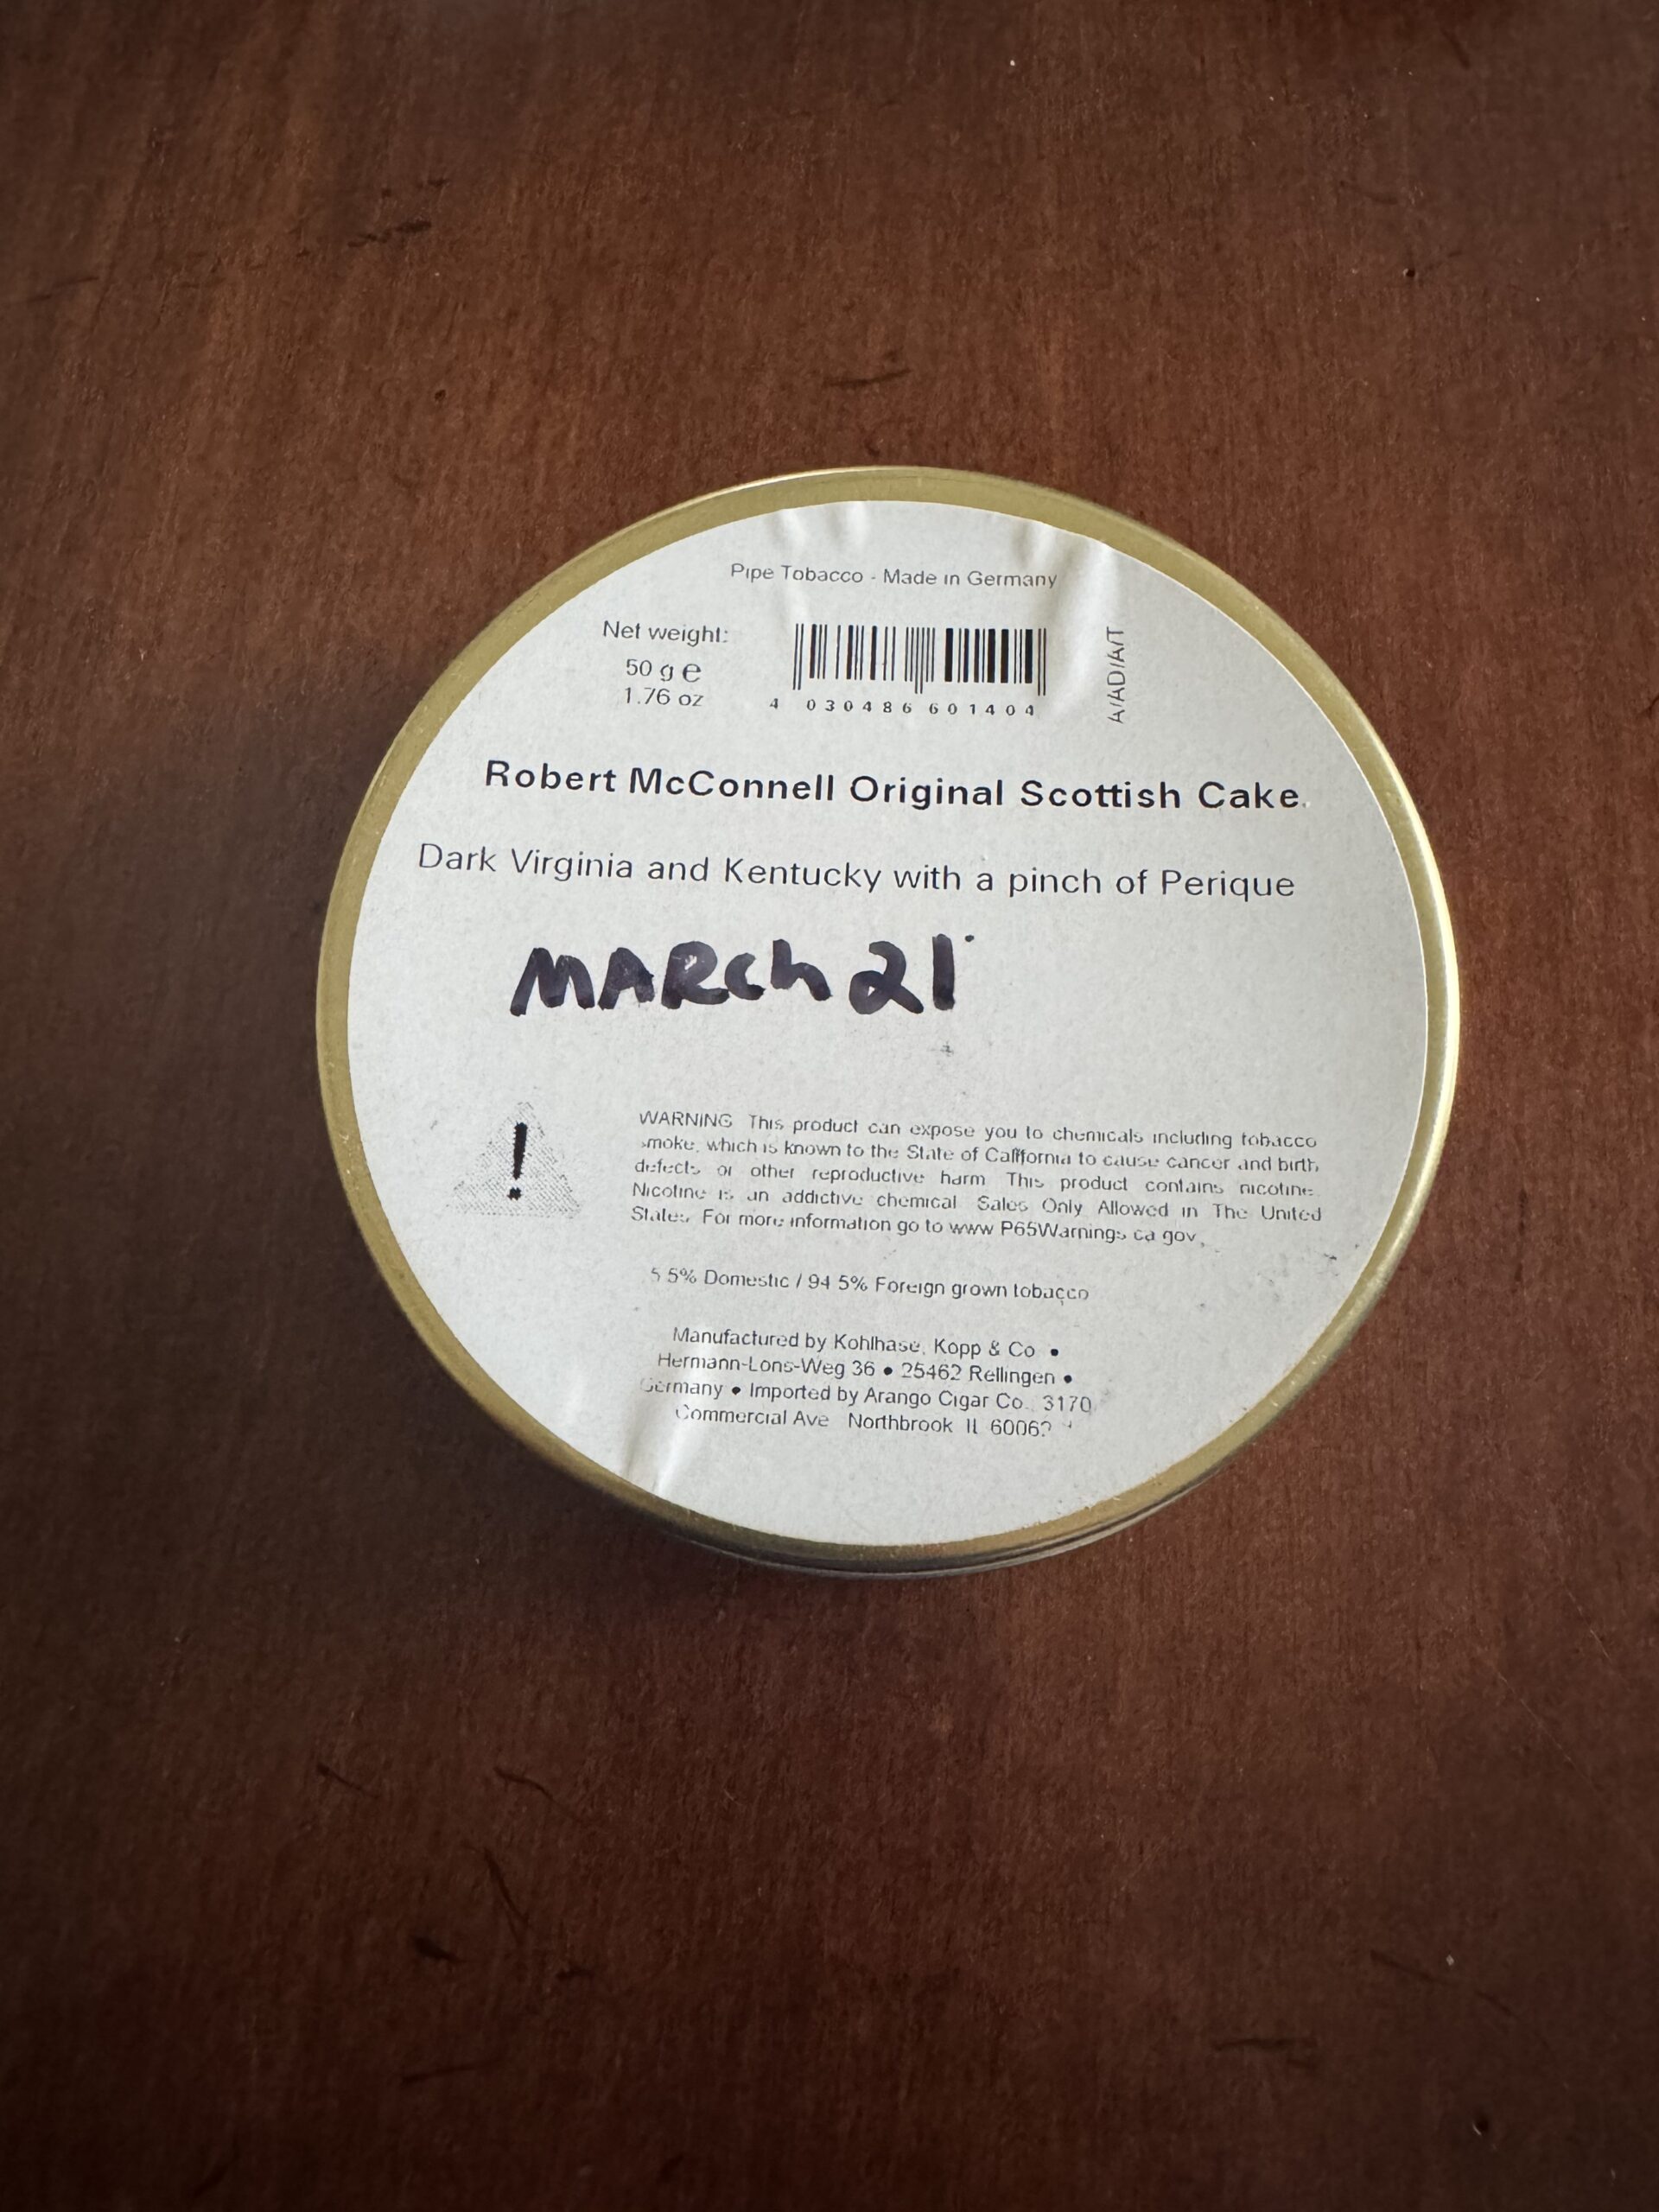 Pipe Tobacco - Made in Germany
Net weight:
50 g e
1.76 oz
4 030486 601404
A/AD/A/T
Robert McConnell Original Scottish Cake
Dark Virginia and Kentucky with a pinch of Perique
MARCh 21
!
WARNING This product can expose you to chemicals including tobacco
smoke, which is known to the State of California to cause cancer and birth
defects or other reproductive harm This product contains nicotine.
Nicotine is an addictive chemical Sales Only Allowed in The United
States. For more information go to www P65Warnings ca gov.
5 5% Domestic / 94 5% Foreign grown tobacco
Manufactured by Kohlhase, Kopp & Co •
Hermann-Lons-Weg 36 • 25462 Rellingen •
Germany • Imported by Arango Cigar Co. 3170
Commercial Ave Northbrook IL